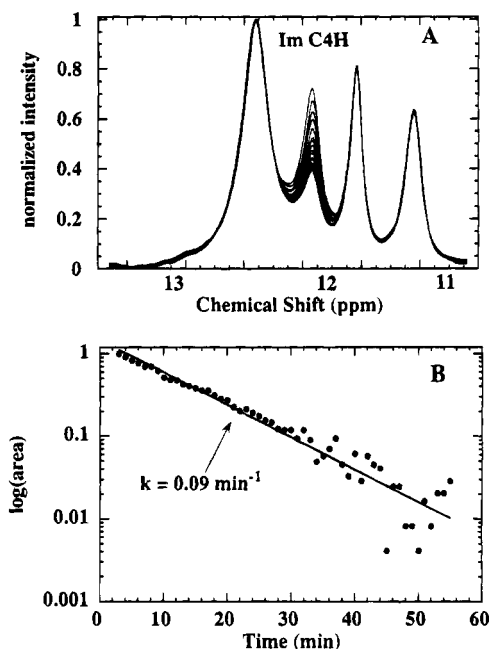 Im C4H
A
normalized intensity
1
0.8
0.6
0.4
0.2
0
13
12
11
Chemical Shift (ppm)
B
log(area)
1
0.1
0.01
0.001
k = 0.09 min⁻¹
0
10
20
30
40
50
60
Time (min)